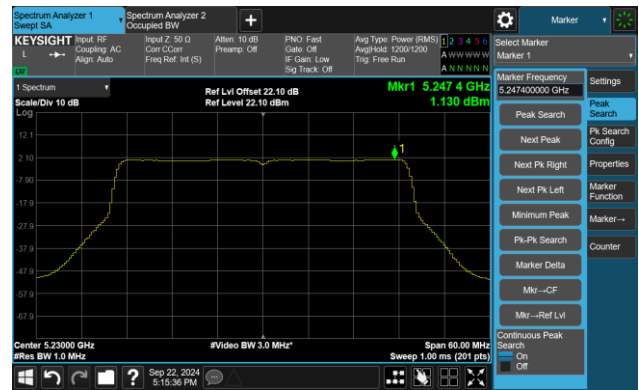 Spectrum Analyzer 1
Swept SA
Spectrum Analyzer 2
Occupied BW
+
Marker
KEYSIGHT
L
Input: RF
Coupling: AC
Align: Auto
Input Z: 50 Ω
Corr CCorr
Freq Ref: Int (S)
Atten: 10 dB
Preamp: Off
PNO: Fast
Gate: Off
IF Gain: Low
Sig Track: Off
Avg Type: Power (RMS)
Avg|Hold: 1200/1200
Trig: Free Run
1 2 3 4 5 6
A W W W W W
A N N N N N
Select Marker
Marker 1
1 Spectrum
Scale/Div 10 dB
Log
Ref Lvl Offset 22.10 dB
Ref Level 22.10 dBm
Mkr1 5.247 4 GHz
1.130 dBm
1
12.1
2.10
-7.90
-17.9
-27.9
-37.9
-47.9
-57.9
-67.9
Center 5.23000 GHz
#Res BW 1.0 MHz
#Video BW 3.0 MHz*
Span 60.00 MHz
Sweep 1.00 ms (201 pts)
Marker Frequency
5.247400000 GHz
Peak Search
Next Peak
Next Pk Right
Next Pk Left
Minimum Peak
Pk-Pk Search
Marker Delta
Mkr→CF
Mkr→Ref Lvl
Continuous Peak
Search
On
Off
Settings
Peak
Search
Pk Search
Config
Properties
Marker
Function
Marker→
Counter
?
Sep 22, 2024
5:15:36 PM